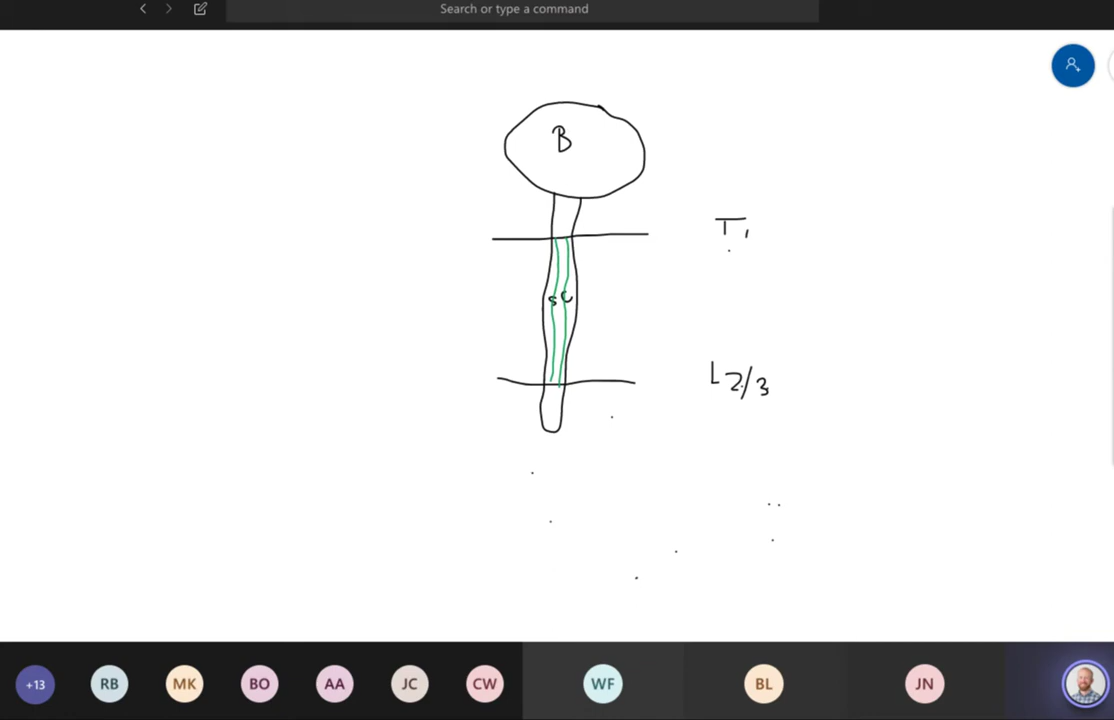 Search or type a command
B
T1
SC
L2/3
+13 RB MK BO AA JC CW WF BL JN